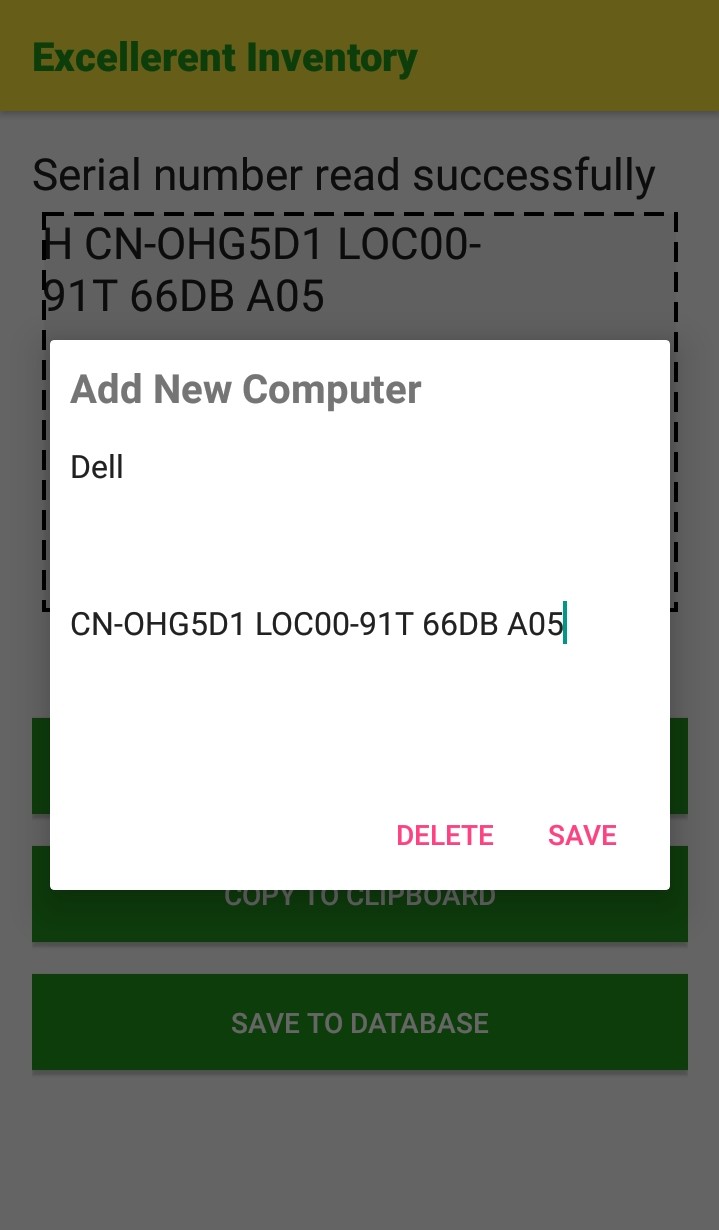 Excellerent Inventory
Serial number read successfully
H CN-OHG5D1 LOC00-
91T 66DB A05
Add New Computer
Dell
CN-OHG5D1 LOC00-91T 66DB A05
DELETE SAVE
COPY TO CLIPBOARD
SAVE TO DATABASE